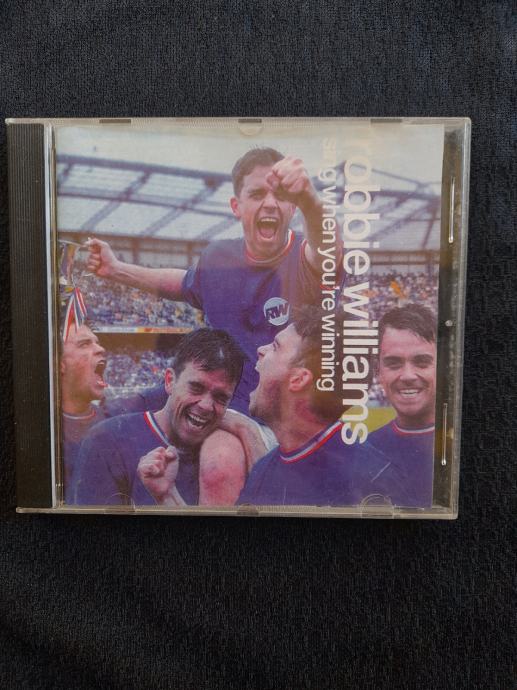 robbie williams
sing when you're winning
RW